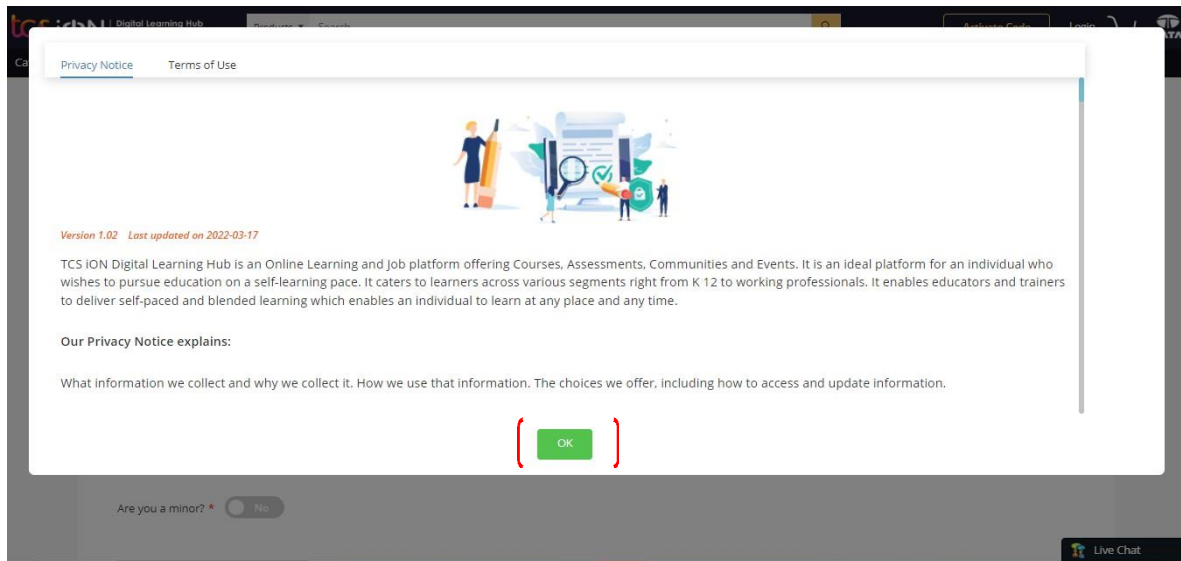 tcs iON | Digital Learning Hub Products Search Activate Code Login TATA
Ca
Privacy Notice Terms of Use
Version 1.02 Last updated on 2022-03-17
TCS iON Digital Learning Hub is an Online Learning and Job platform offering Courses, Assessments, Communities and Events. It is an ideal platform for an individual who
wishes to pursue education on a self-learning pace. It caters to learners across various segments right from K 12 to working professionals. It enables educators and trainers
to deliver self-paced and blended learning which enables an individual to learn at any place and any time.
Our Privacy Notice explains:
What information we collect and why we collect it. How we use that information. The choices we offer, including how to access and update information.
OK
Are you a minor? * No
Live Chat